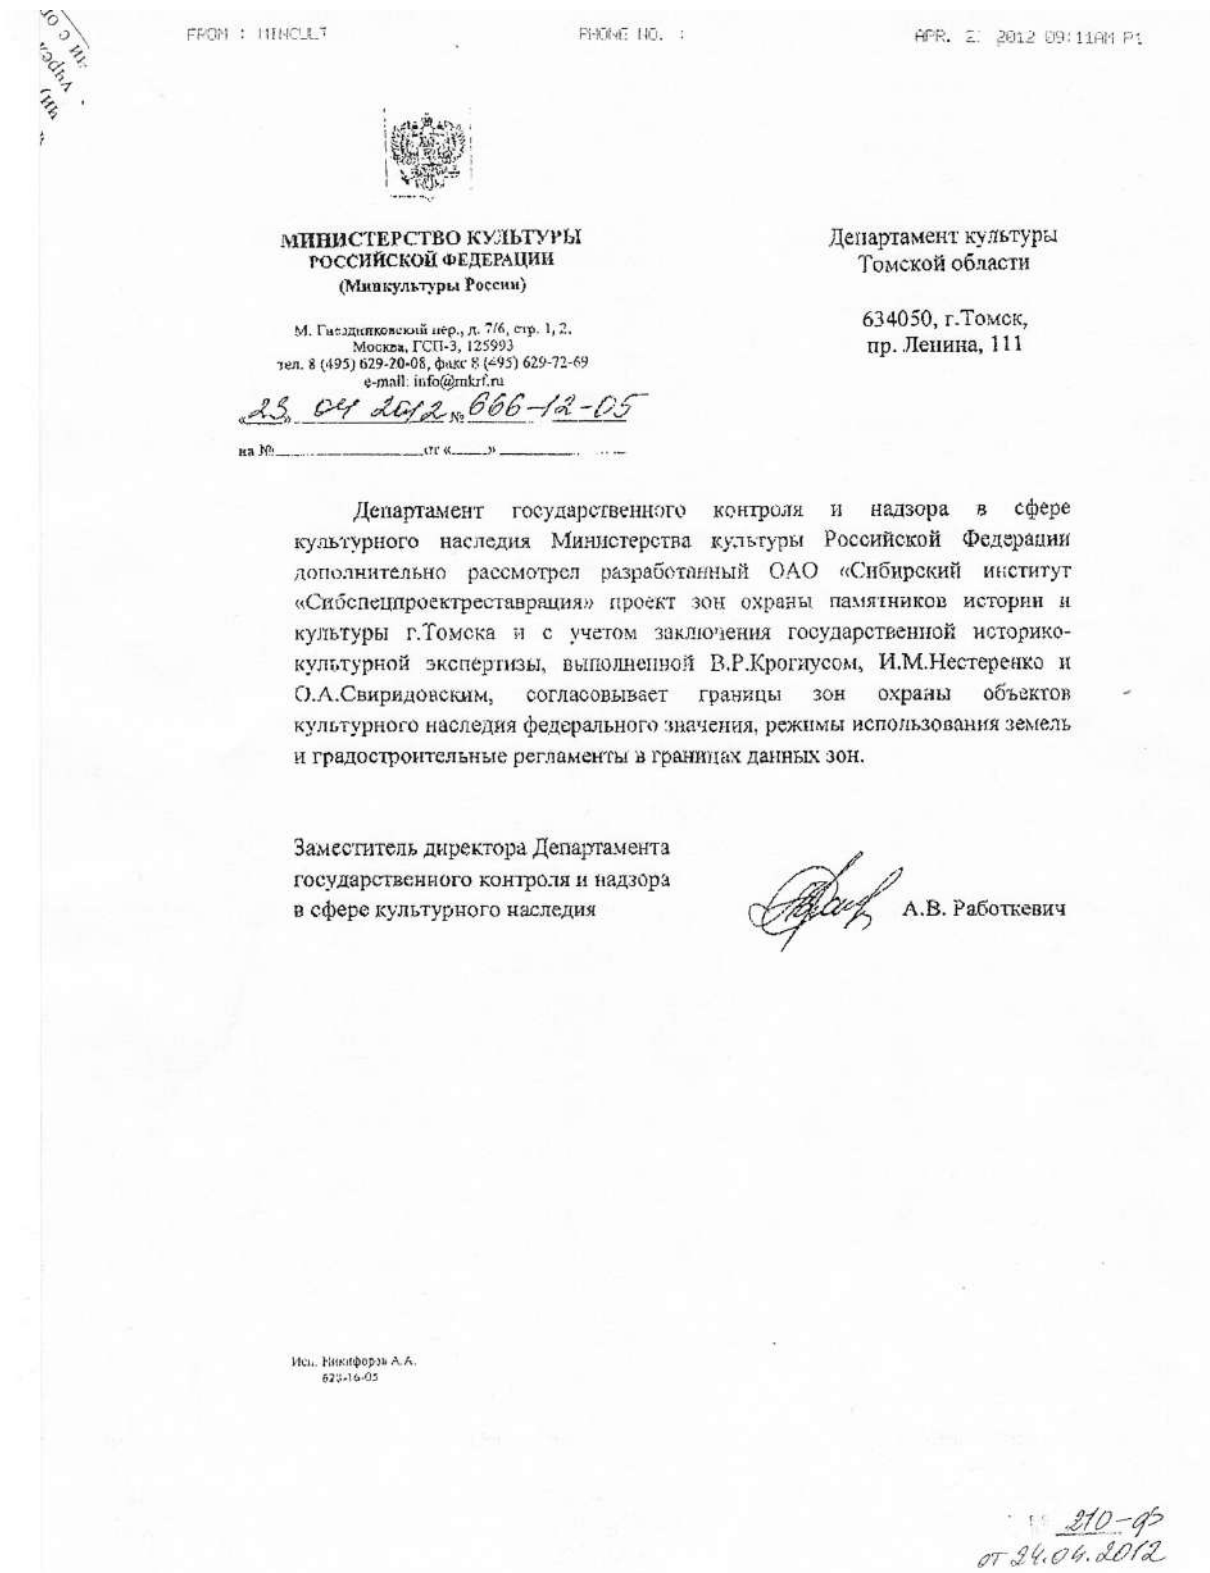 FROM : MINCULT PHONE NO. : APR. 2012 09:11AM P1
МИНИСТЕРСТВО КУЛЬТУРЫ
РОССИЙСКОЙ ФЕДЕРАЦИИ
(Минкультуры России)
М. Гнездниковский пер., д. 7/6, стр. 1, 2,
Москва, ГСП-3, 125993
тел. 8 (495) 629-20-08, факс 8 (495) 629-72-69
e-mail: info@mkrf.ru
«23» 04 2012 № 666-12-05
на № от « »
Департамент культуры
Томской области
634050, г.Томск,
пр. Ленина, 111
Департамент государственного контроля и надзора в сфере
культурного наследия Министерства культуры Российской Федерации
дополнительно рассмотрел разработанный ОАО «Сибирский институт
«Сибспецпроектреставрация» проект зон охраны памятников истории и
культуры г.Томска и с учетом заключения государственной историко-
культурной экспертизы, выполненной В.Р.Крогиусом, И.М.Нестеренко и
О.А.Свиридовским, согласовывает границы зон охраны объектов
культурного наследия федерального значения, режимы использования земель
и градостроительные регламенты в границах данных зон.
Заместитель директора Департамента
государственного контроля и надзора
в сфере культурного наследия
А.В. Работкевич
Исп. Никифоров А.А.
623-16-05
210-ф
от 24.04.2012